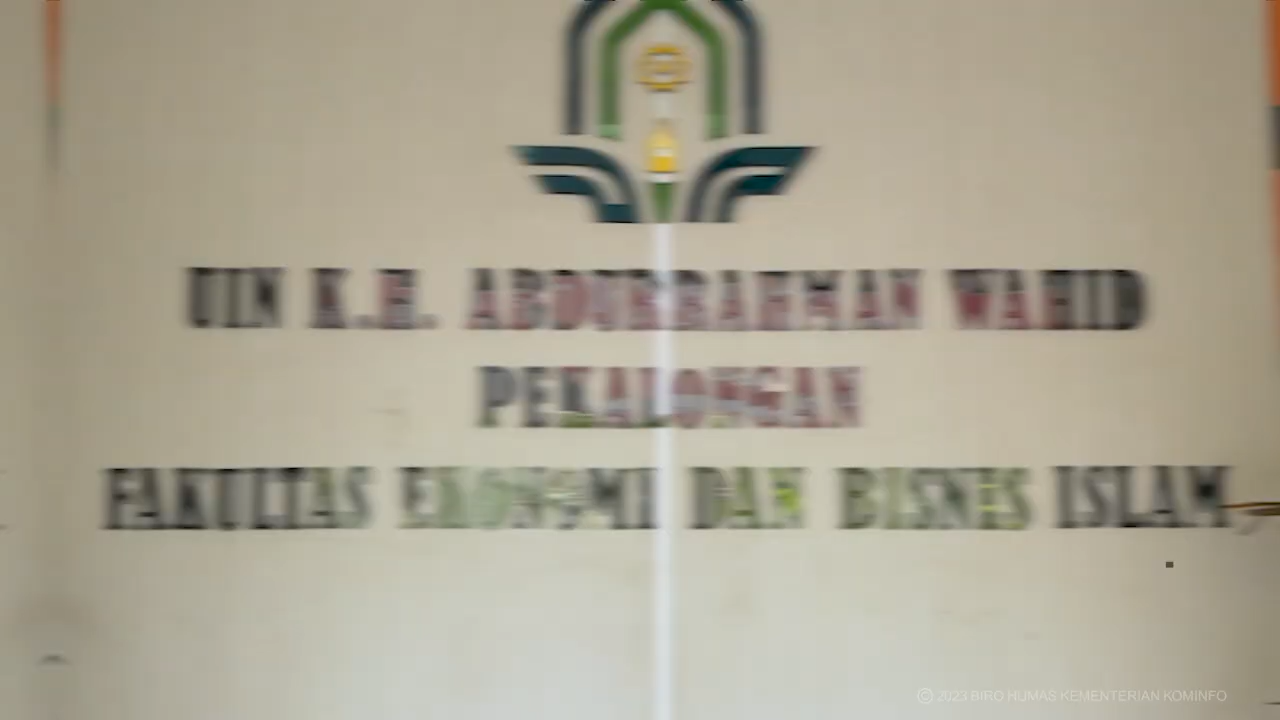 UIN K.H. ABDURRAHMAN WAHID
PEKALONGAN
FAKULTAS EKONOMI DAN BISNIS ISLAM
© 2023 BIRO HUMAS KEMENTERIAN KOMINFO